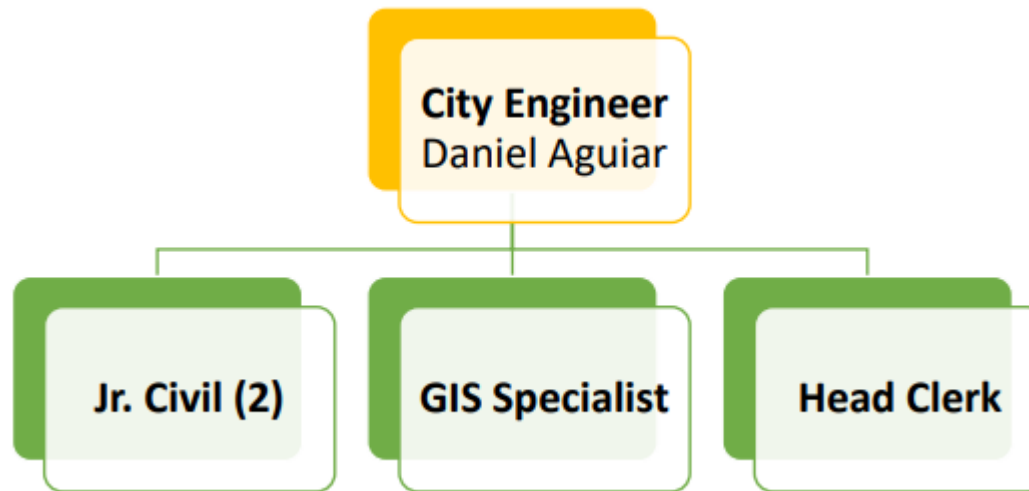 City Engineer
Daniel Aguiar
Jr. Civil (2)
GIS Specialist
Head Clerk